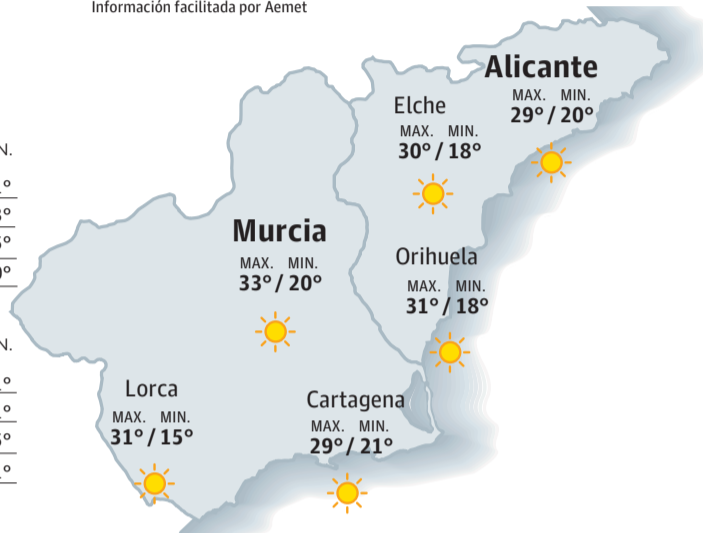 Información facilitada por Aemet
Alicante
MAX. MIN.
29°/20°
Elche
MAX. MIN.
30°/18°
Murcia
MAX. MIN.
33°/20°
Orihuela
MAX. MIN.
31°/18°
Lorca
MAX. MIN.
31°/15°
Cartagena
MAX. MIN.
29°/21°